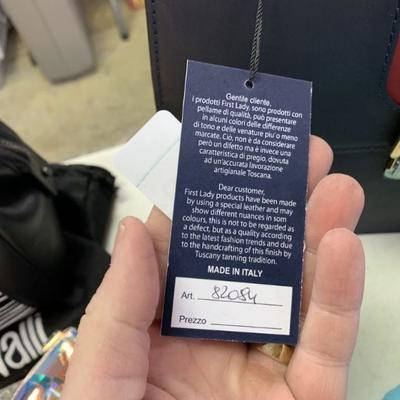 Gentile cliente,
i prodotti First Lady, sono prodotti con
pellame di qualità, può presentare
in alcuni colori delle differenze
di tono e delle venature piu' o meno
marcate. Ciò, non è da considerare
però un difetto ma è invece una
caratteristica di pregio, dovuta
ad un'accurata lavorazione
artigianale Toscana.
Dear customer,
First Lady products have been made
by using a special leather and may
show different nuances in som
colours, this is not to be regarded as
a defect, but as a quality according
to the latest fashion trends and due
to the handcrafting of this finish by
Tuscany tanning tradition.
MADE IN ITALY
Art. 82084
Prezzo